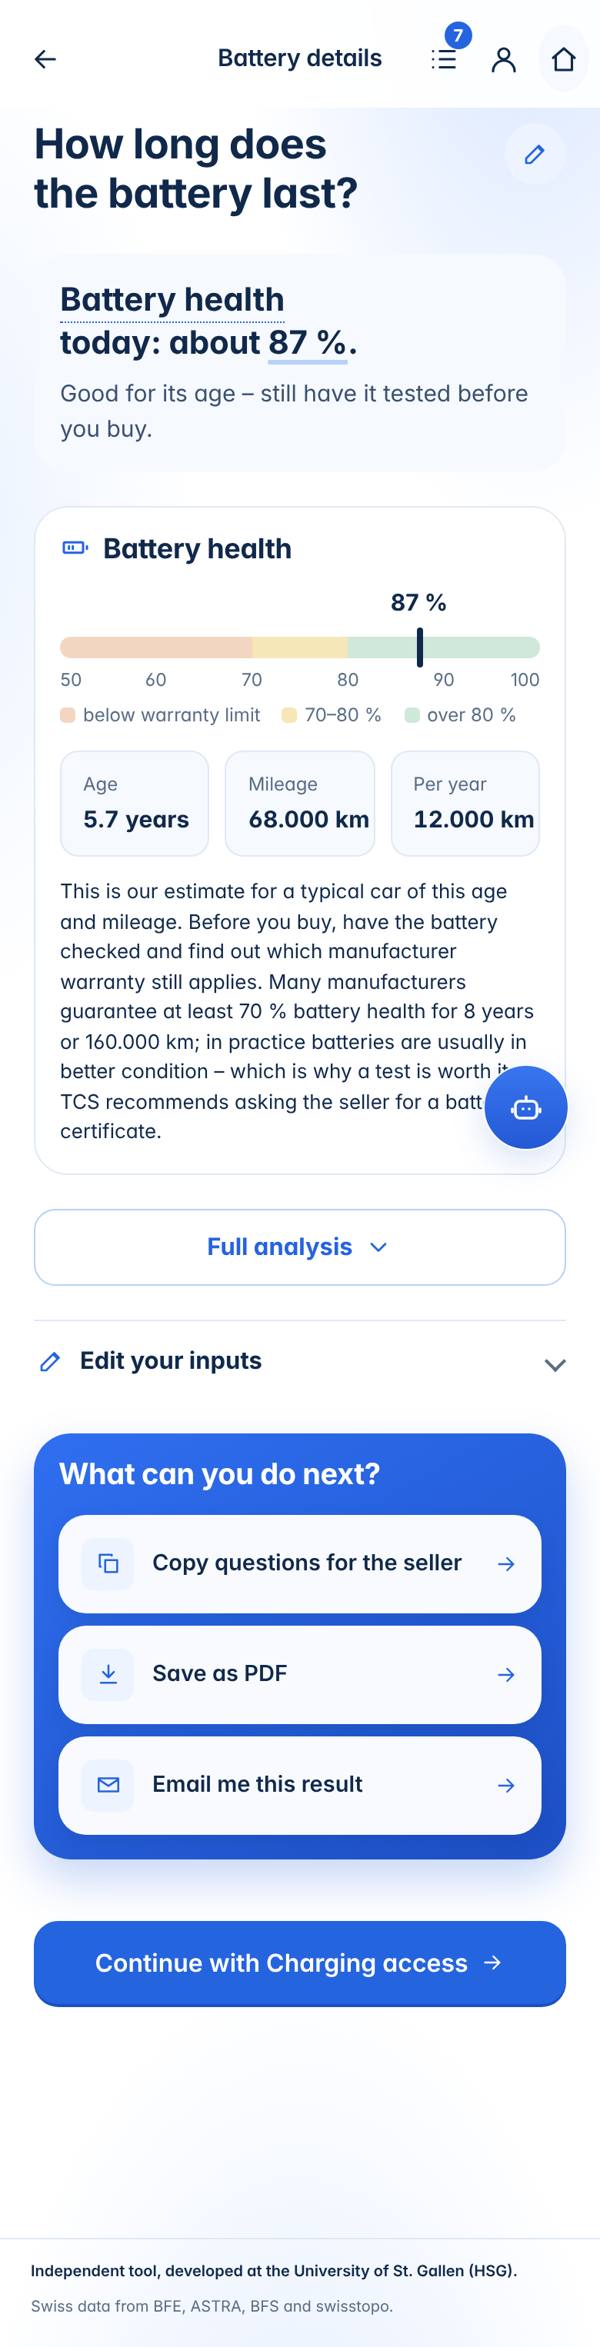 Battery details
7
How long does
the battery last?
Battery health
today: about 87 %.
Good for its age – still have it tested before
you buy.
Battery health
87 %
50 60 70 80 90 100
below warranty limit 70–80 % over 80 %
Age
5.7 years
Mileage
68.000 km
Per year
12.000 km
This is our estimate for a typical car of this age
and mileage. Before you buy, have the battery
checked and find out which manufacturer
warranty still applies. Many manufacturers
guarantee at least 70 % battery health for 8 years
or 160.000 km; in practice batteries are usually in
better condition – which is why a test is worth it.
TCS recommends asking the seller for a batt
certificate.
Full analysis
Edit your inputs
What can you do next?
Copy questions for the seller
Save as PDF
Email me this result
Continue with Charging access
Independent tool, developed at the University of St. Gallen (HSG).
Swiss data from BFE, ASTRA, BFS and swisstopo.